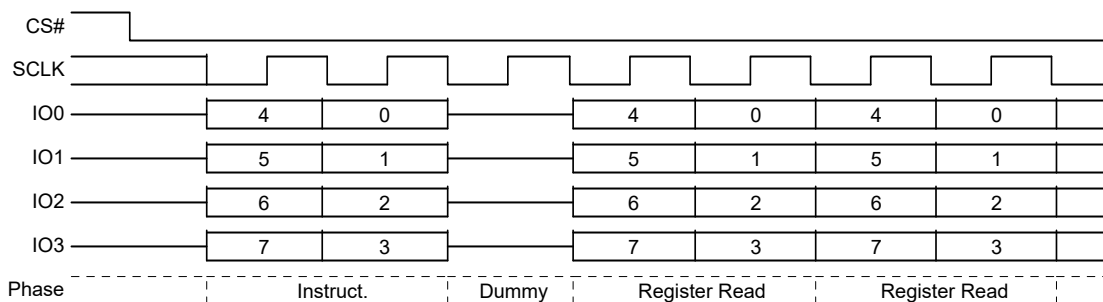 CS#
SCLK
IO0 4 0 4 0 4 0
IO1 5 1 5 1 5 1
IO2 6 2 6 2 6 2
IO3 7 3 7 3 7 3
Phase Instruct. Dummy Register Read Register Read